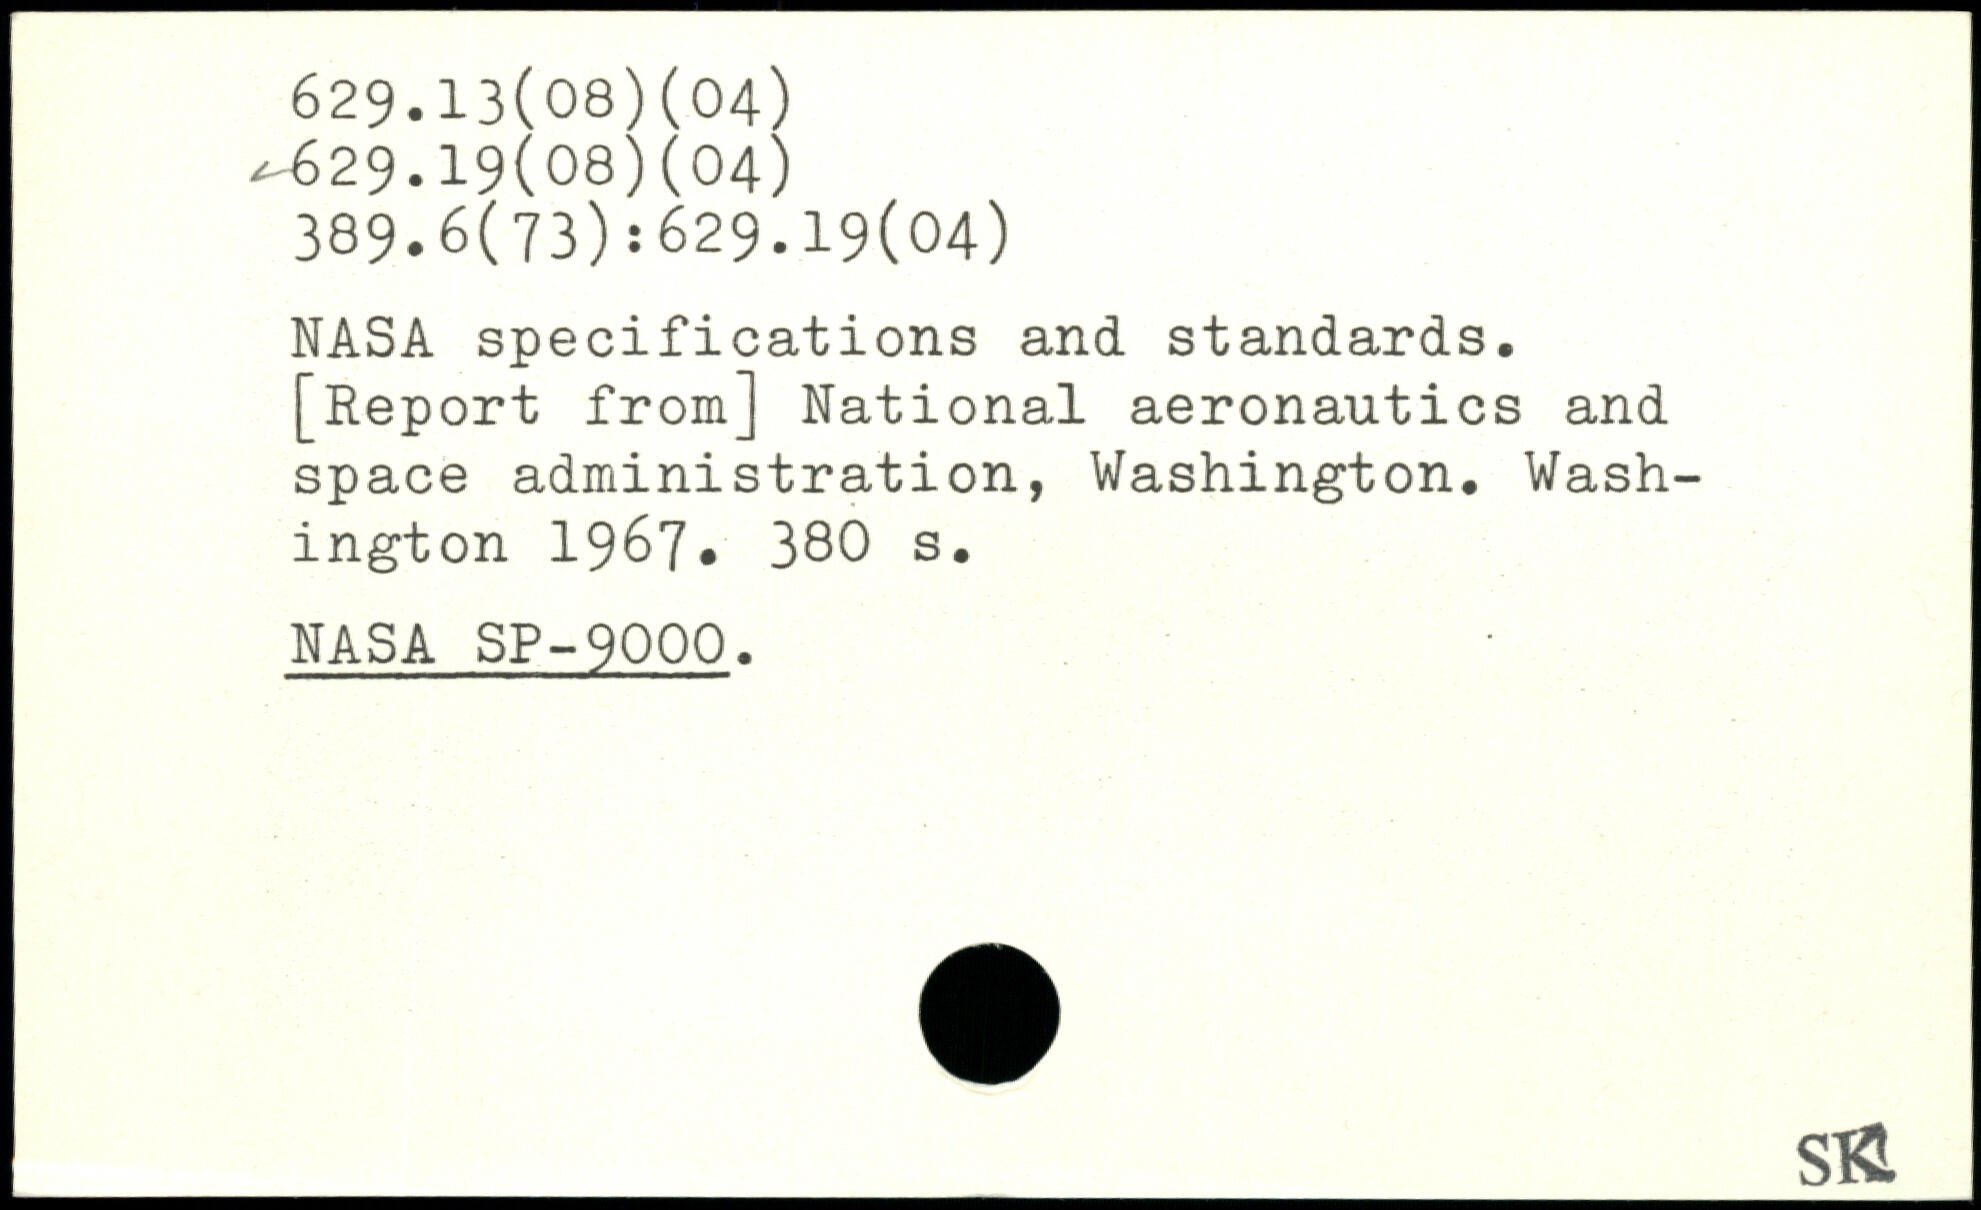 629.13(08)(04)
629.19(08)(04)
389.6(73):629.19(04)
NASA specifications and standards.
[Report from] National aeronautics and
space administration, Washington. Wash-
ington 1967. 380 s.
NASA SP-9000.
SK